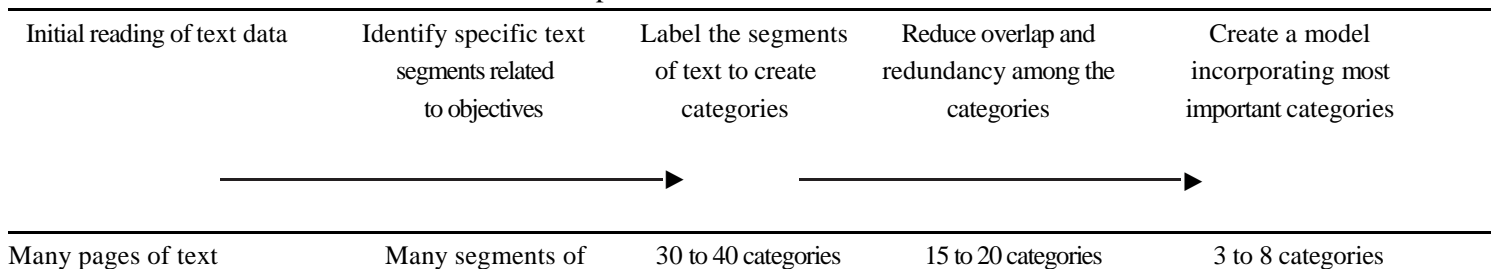 Initial reading of text data
Identify specific text
segments related
to objectives
Label the segments
of text to create
categories
Reduce overlap and
redundancy among the
categories
Create a model
incorporating most
important categories
Many pages of text
Many segments of
30 to 40 categories
15 to 20 categories
3 to 8 categories